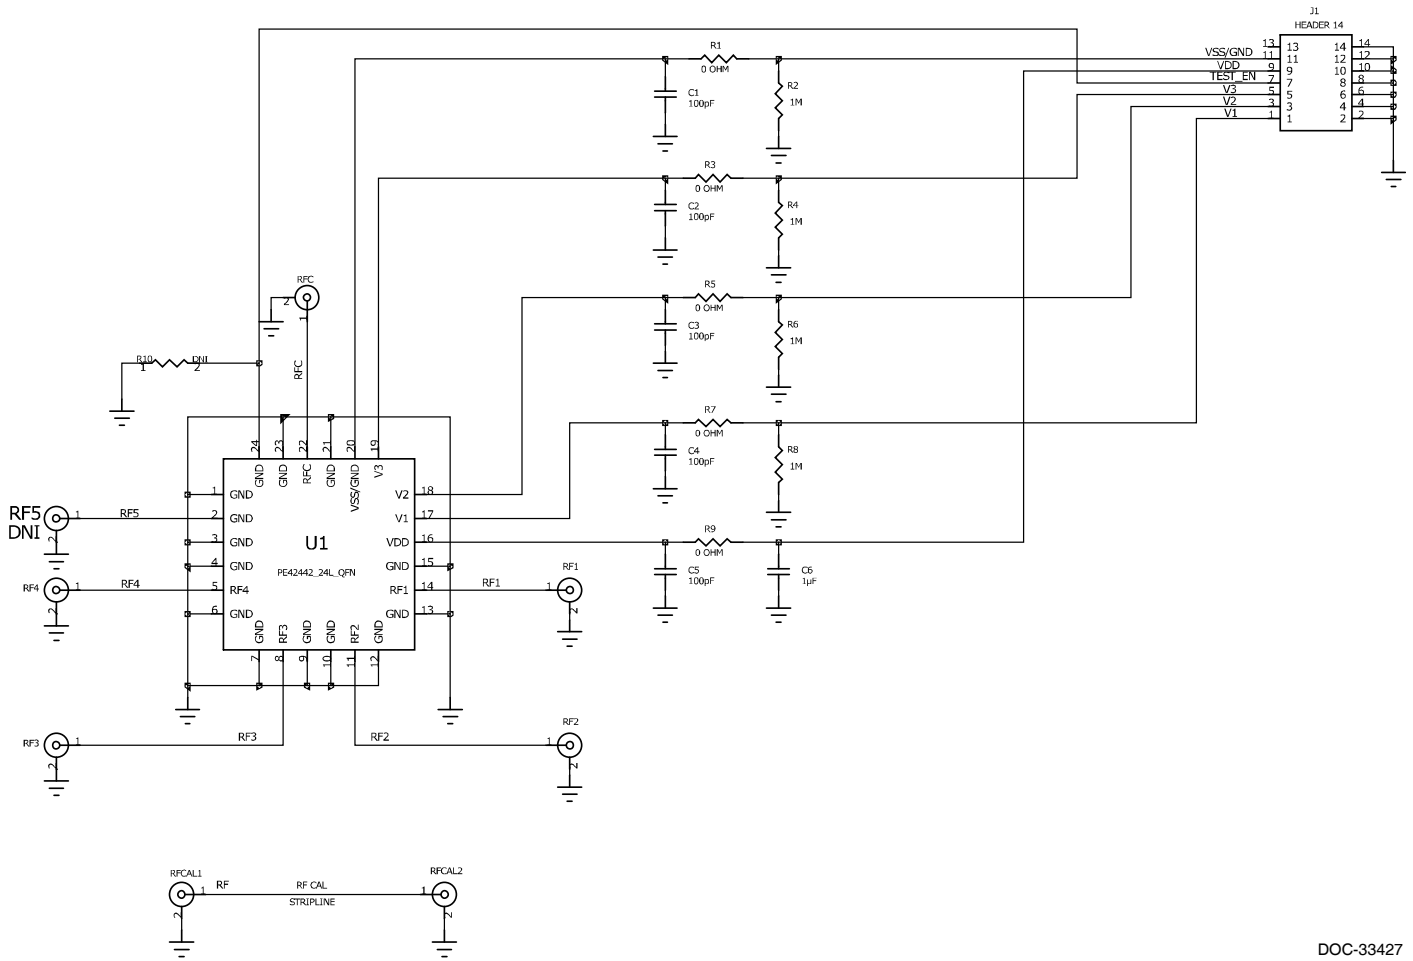 J1
HEADER 14
13 13 14 14
VSS/GND 11 11 12 12
VDD 9 9 10 10
TEST_EN 7 7 8 8
V3 5 5 6 6
V2 3 3 4 4
V1 1 1 2 2
R1
0 OHM
C1
100pF
R2
1M
R3
0 OHM
C2
100pF
R4
1M
R5
0 OHM
C3
100pF
R6
1M
R7
0 OHM
C4
100pF
R8
1M
R9
0 OHM
C5
100pF
C6
1µF
RFC
2
1
RFC
R10 DNI
1 2
24 23 22 21 20 19
GND GND RFC GND VSS/GND V3
1 GND
2 GND
3 GND
4 GND
5 RF4
6 GND
V2 18
V1 17
VDD 16
GND 15
RF1 14
GND 13
U1
PE42442_24L_QFN
GND RF3 GND GND RF2 GND
7 8 9 10 11 12
RF5
DNI
1 RF5
2
RF4
1 RF4
2
RF1
RF1 1
2
RF3
1 RF3
2
RF2
RF2 1
2
RFCAL1
1 RF
2
RF CAL
STRIPLINE
RFCAL2
1
2
DOC-33427